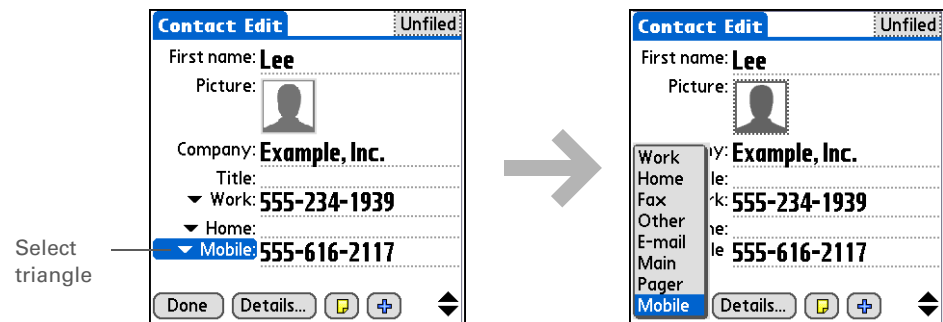 Contact Edit Unfiled
First name: Lee
Picture:
Company: Example, Inc.
Title:
Work: 555-234-1939
Home:
Mobile: 555-616-2117
Done Details...
Select
triangle
Contact Edit Unfiled
First name: Lee
Picture:
ny: Example, Inc.
le:
rk: 555-234-1939
ne:
le 555-616-2117
Work
Home
Fax
Other
E-mail
Main
Pager
Mobile
Details...